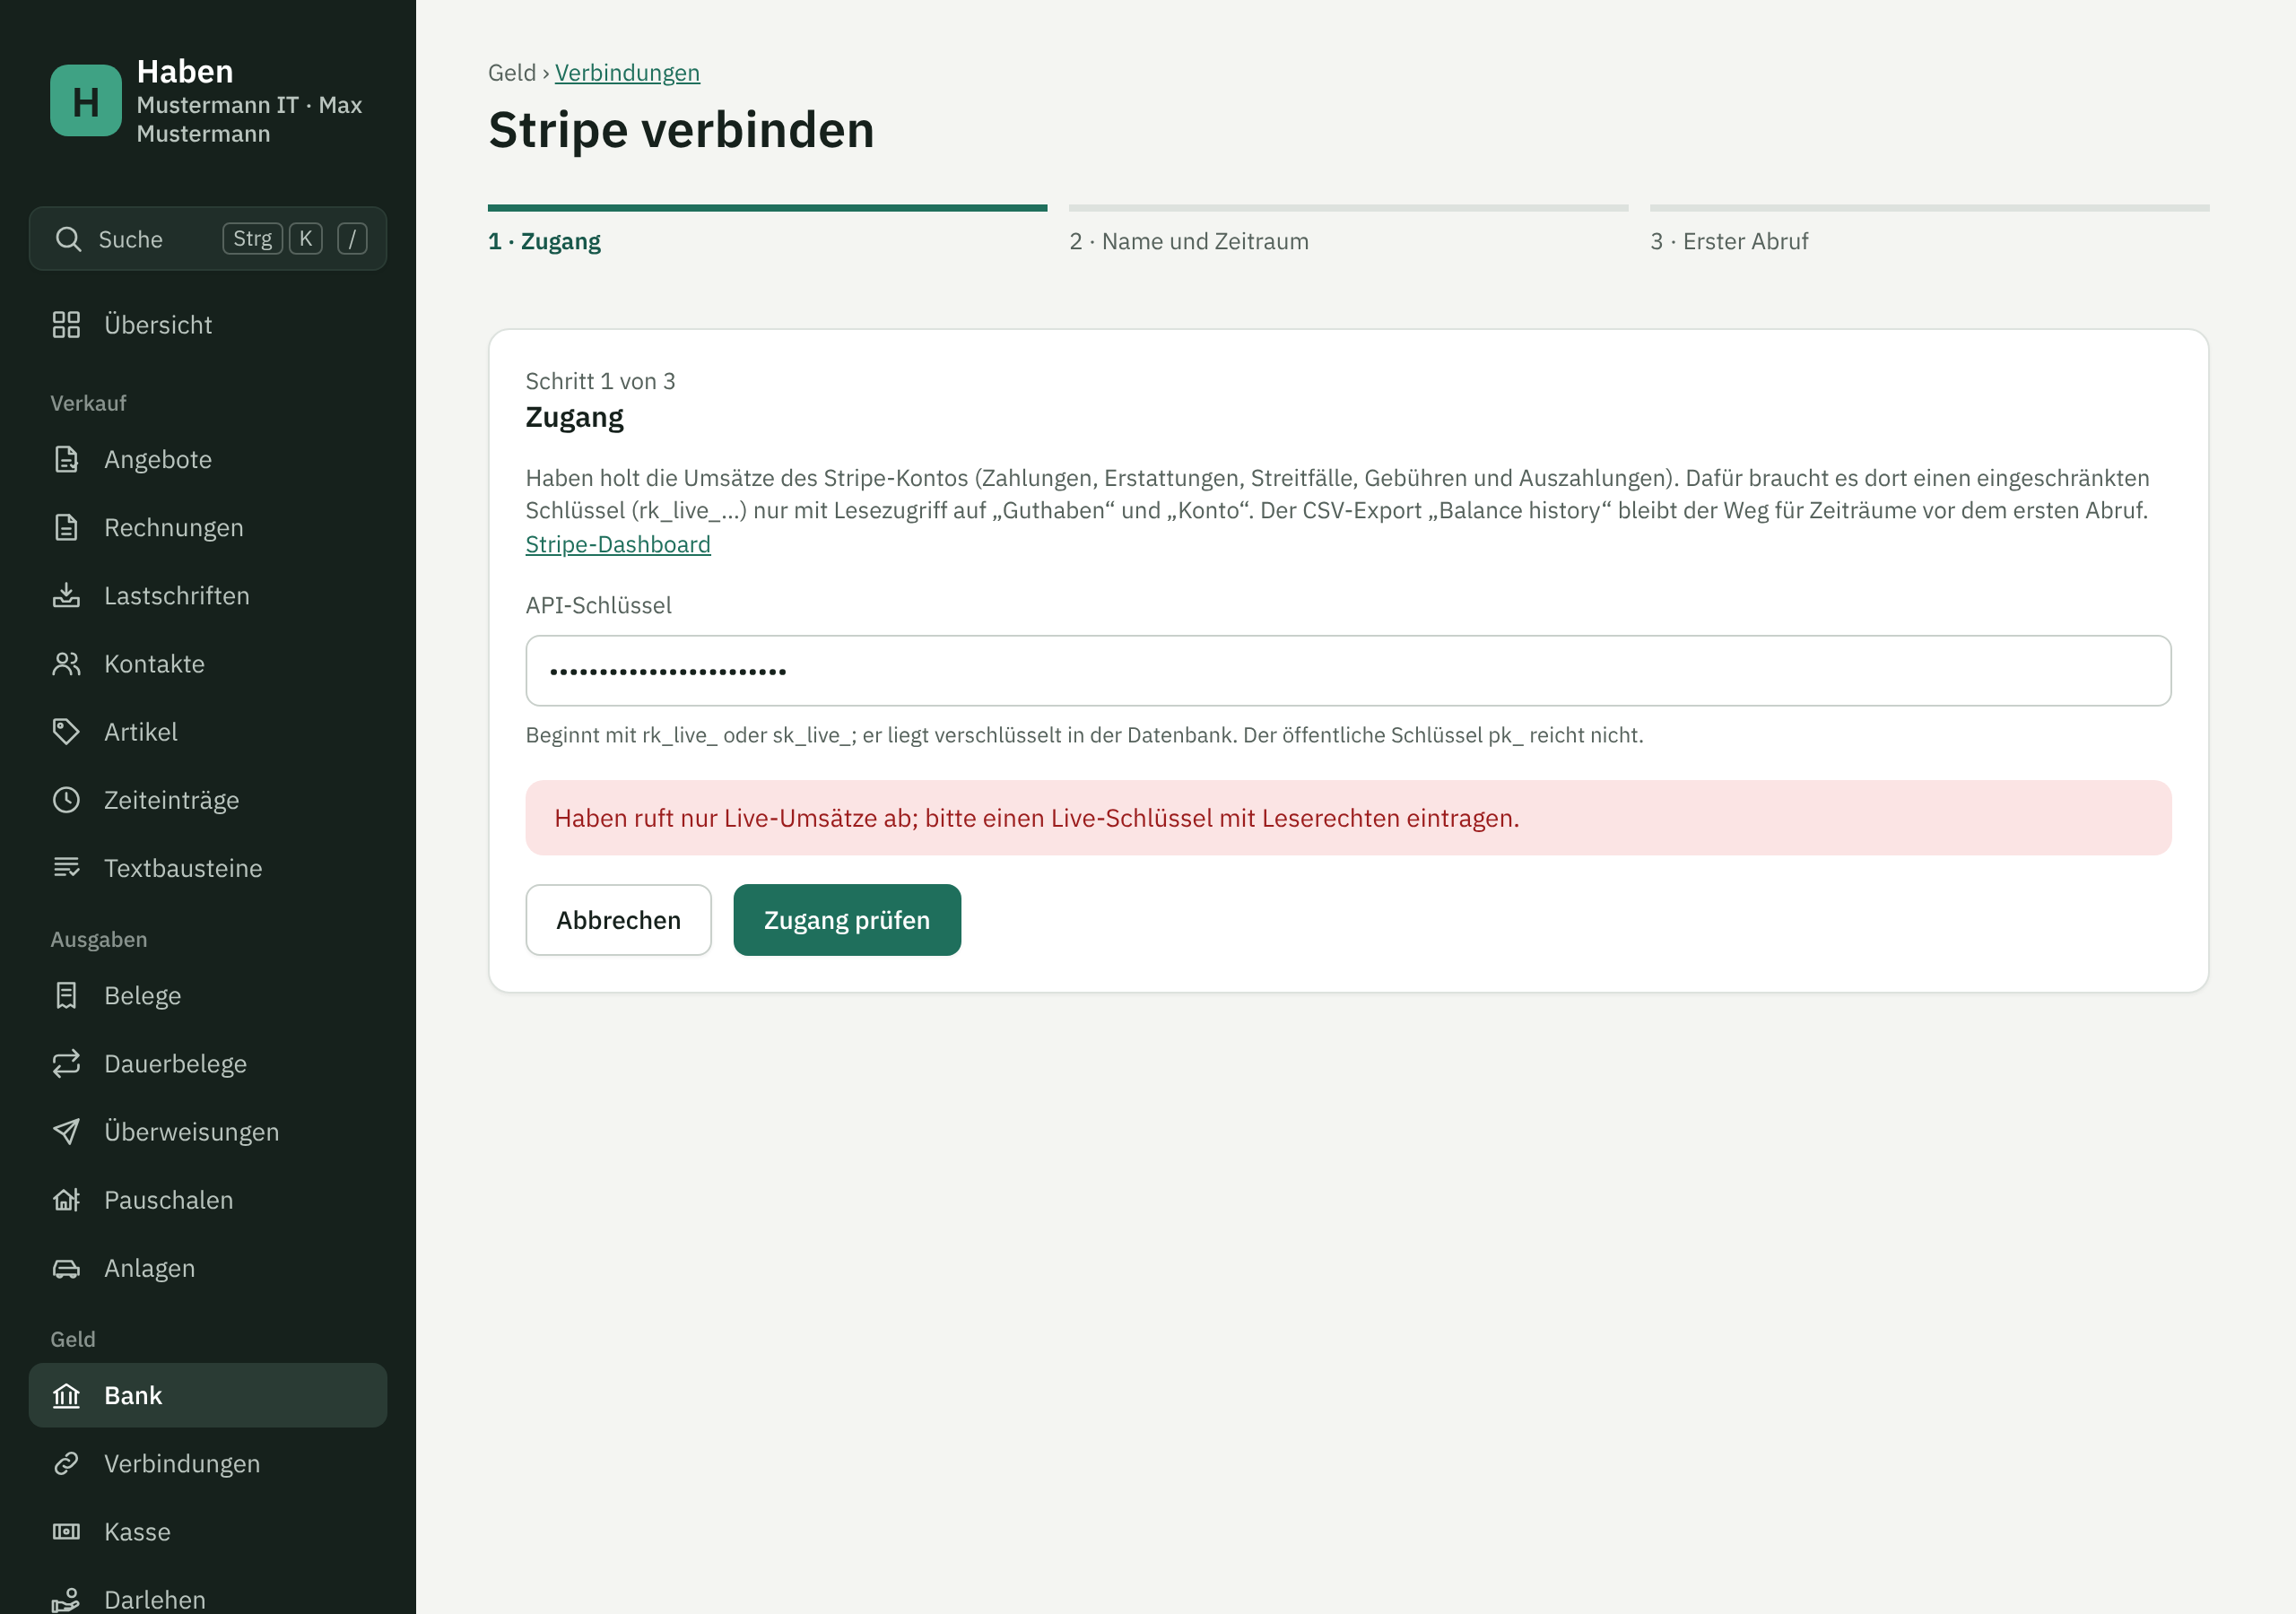 H
Haben
Mustermann IT · Max
Mustermann
Suche Strg K /
Übersicht
Verkauf
Angebote
Rechnungen
Lastschriften
Kontakte
Artikel
Zeiteinträge
Textbausteine
Ausgaben
Belege
Dauerbelege
Überweisungen
Pauschalen
Anlagen
Geld
Bank
Verbindungen
Kasse
Darlehen
Geld › Verbindungen
Stripe verbinden
1 · Zugang
2 · Name und Zeitraum
3 · Erster Abruf
Schritt 1 von 3
Zugang
Haben holt die Umsätze des Stripe-Kontos (Zahlungen, Erstattungen, Streitfälle, Gebühren und Auszahlungen). Dafür braucht es dort einen eingeschränkten
Schlüssel (rk_live_…) nur mit Lesezugriff auf „Guthaben“ und „Konto“. Der CSV-Export „Balance history“ bleibt der Weg für Zeiträume vor dem ersten Abruf.
Stripe-Dashboard
API-Schlüssel
••••••••••••••••••••••••
Beginnt mit rk_live_ oder sk_live_; er liegt verschlüsselt in der Datenbank. Der öffentliche Schlüssel pk_ reicht nicht.
Haben ruft nur Live-Umsätze ab; bitte einen Live-Schlüssel mit Leserechten eintragen.
Abbrechen
Zugang prüfen